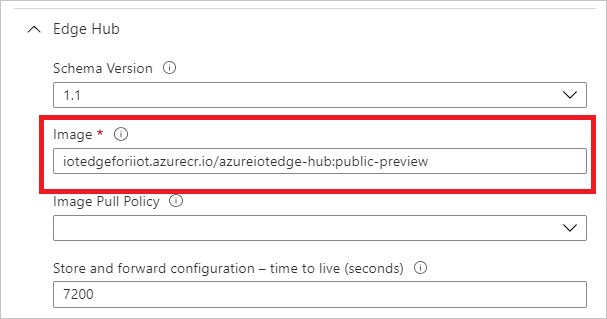 Edge Hub
Schema Version
1.1
Image *
iotedgeforiiot.azurecr.io/azureiotedge-hub:public-preview
Image Pull Policy
Store and forward configuration – time to live (seconds)
7200